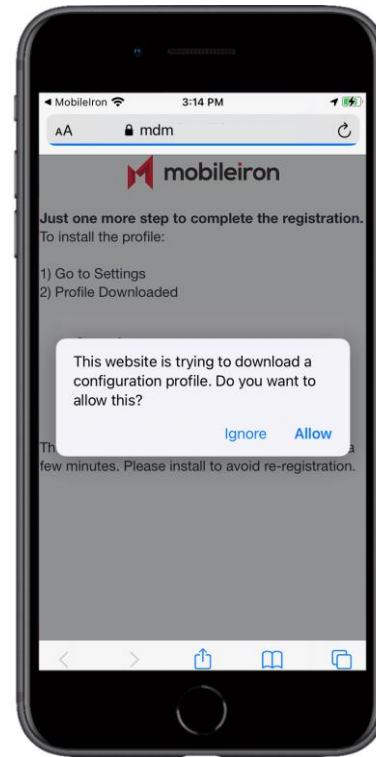 MobileIron
3:14 PM
AA mdm
mobileiron
Just one more step to complete the registration.
To install the profile:
1) Go to Settings
2) Profile Downloaded
This website is trying to download a
configuration profile. Do you want to
allow this?
Ignore Allow
Th a
few minutes. Please install to avoid re-registration.